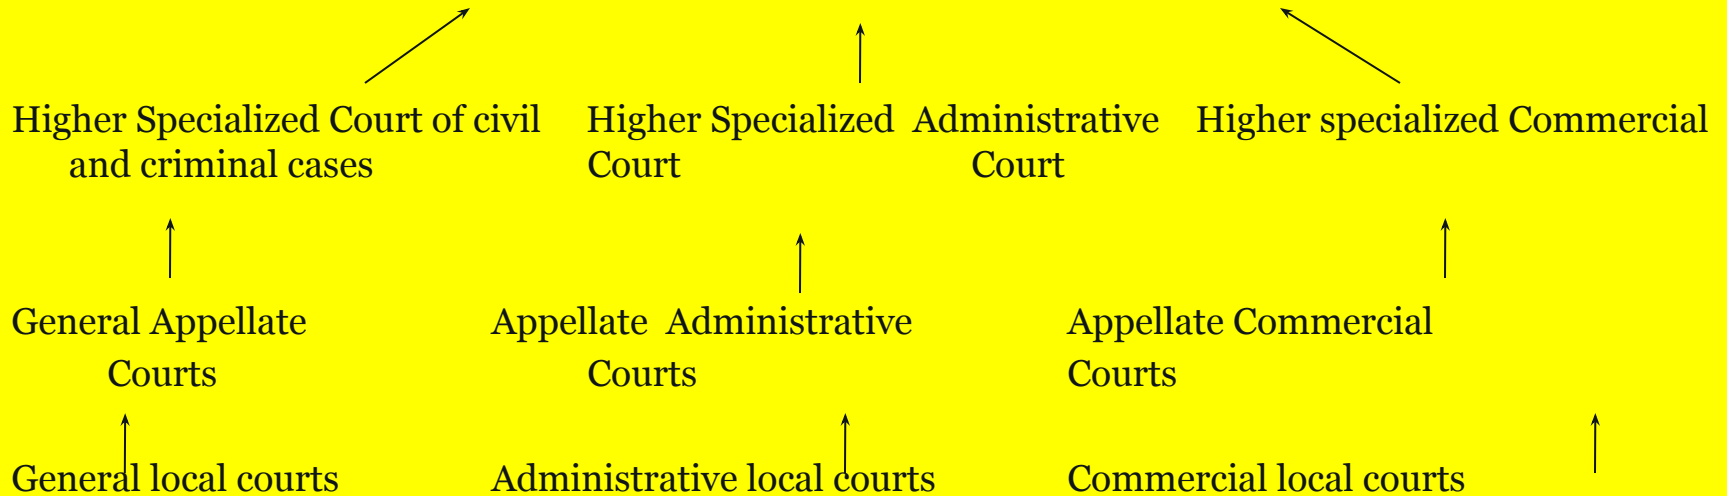 Higher Specialized Court of civil Higher Specialized Administrative Higher specialized Commercial
and criminal cases Court Court
General Appellate Appellate Administrative Appellate Commercial
Courts Courts Courts
General local courts Administrative local courts Commercial local courts